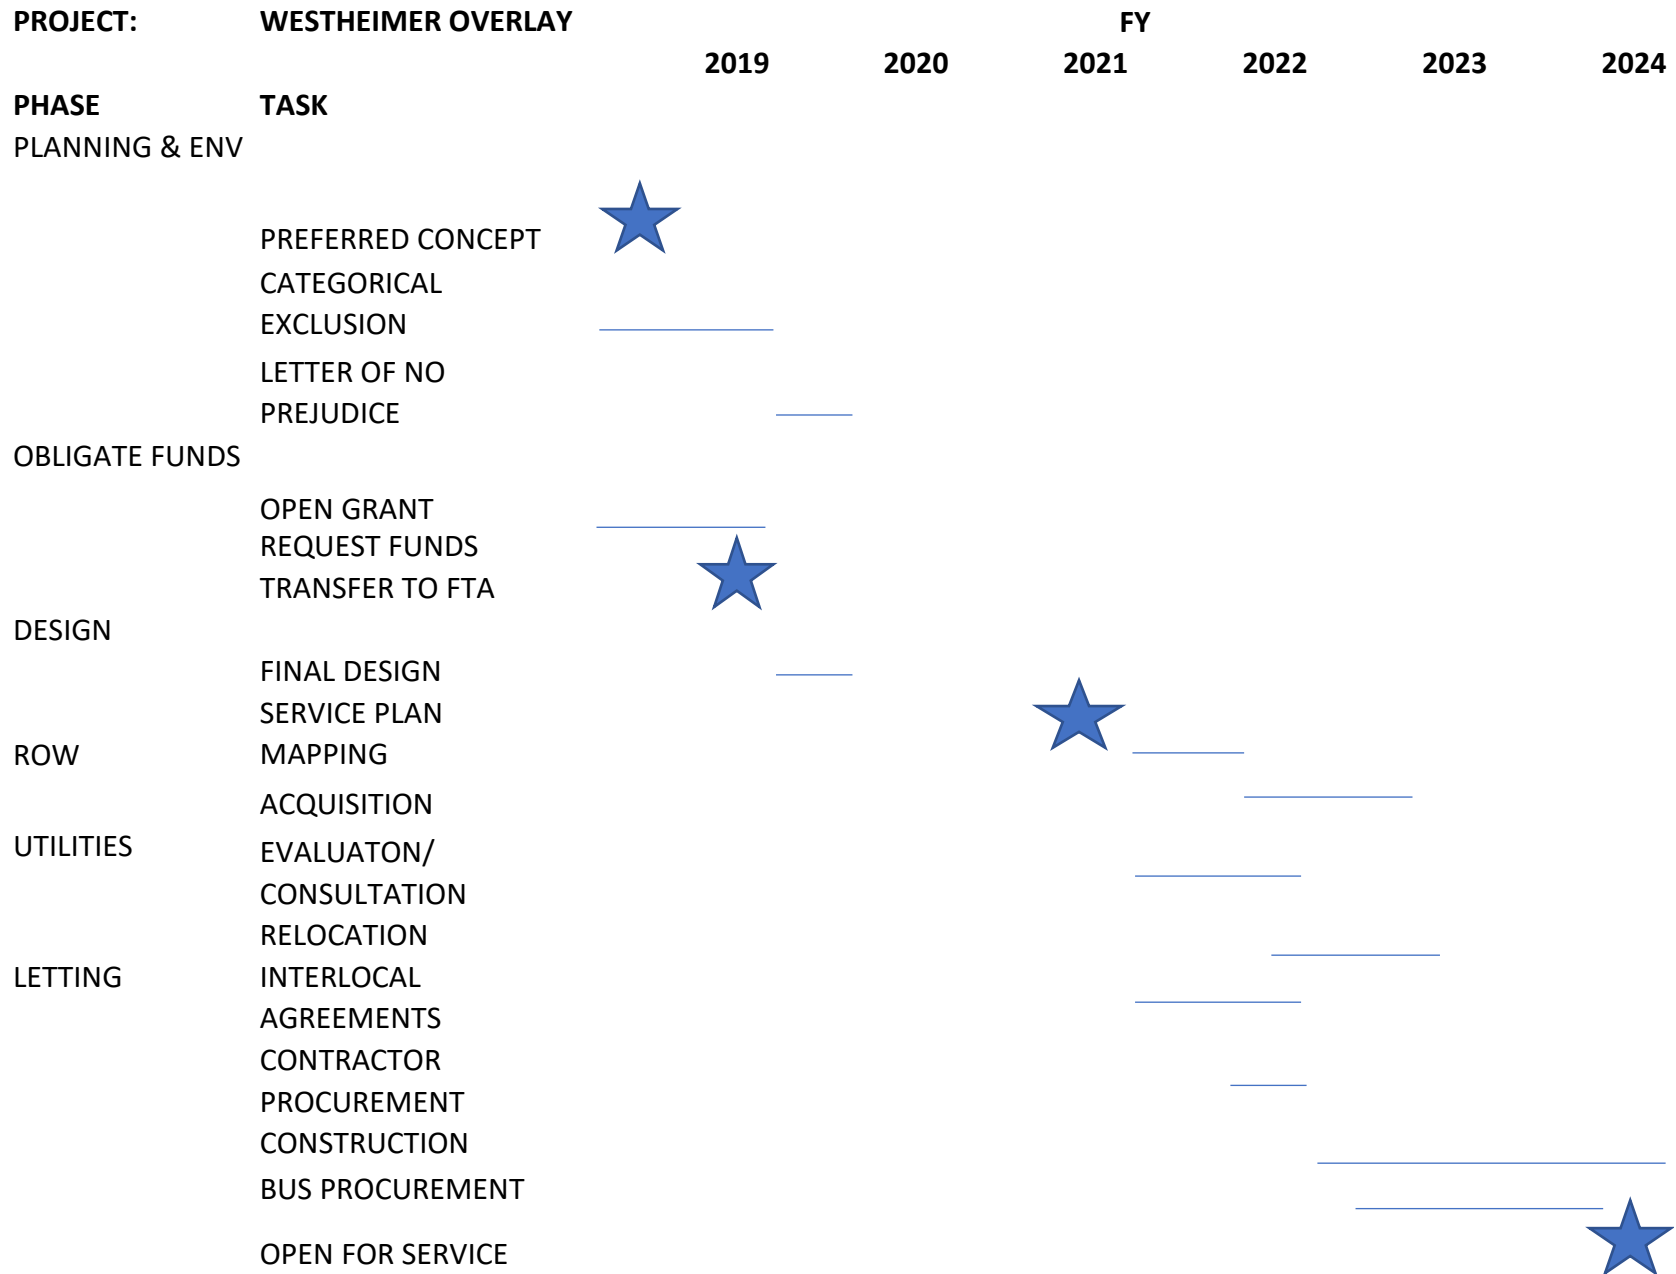 PROJECT: WESTHEIMER OVERLAY FY
2019 2020 2021 2022 2023 2024
PHASE TASK
PLANNING & ENV
PREFERRED CONCEPT
CATEGORICAL
EXCLUSION
LETTER OF NO
PREJUDICE
OBLIGATE FUNDS
OPEN GRANT
REQUEST FUNDS
TRANSFER TO FTA
DESIGN
FINAL DESIGN
SERVICE PLAN
ROW MAPPING
ACQUISITION
UTILITIES EVALUATON/
CONSULTATION
RELOCATION
LETTING INTERLOCAL
AGREEMENTS
CONTRACTOR
PROCUREMENT
CONSTRUCTION
BUS PROCUREMENT
OPEN FOR SERVICE